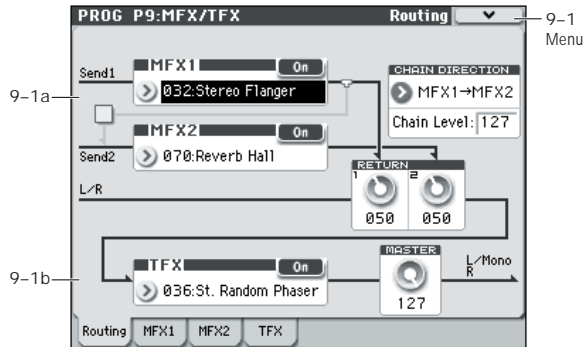 PROG P9:MFX/TFX Routing
9–1 Menu
Send1
MFX1 On
032:Stereo Flanger
CHAIN DIRECTION
MFX1→MFX2
Chain Level: 127
9–1a
MFX2 On
070:Reverb Hall
Send2
RETURN
1 2
050 050
L/R
9–1b
TFX On
036:St. Random Phaser
MASTER
127
L/Mono
R
Routing MFX1 MFX2 TFX